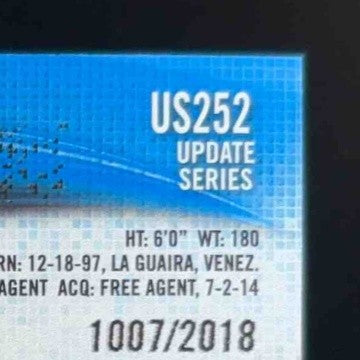 US252
UPDATE
SERIES
HT: 6'0" WT: 180
RN: 12-18-97, LA GUAIRA, VENEZ.
AGENT ACQ: FREE AGENT, 7-2-14
1007/2018